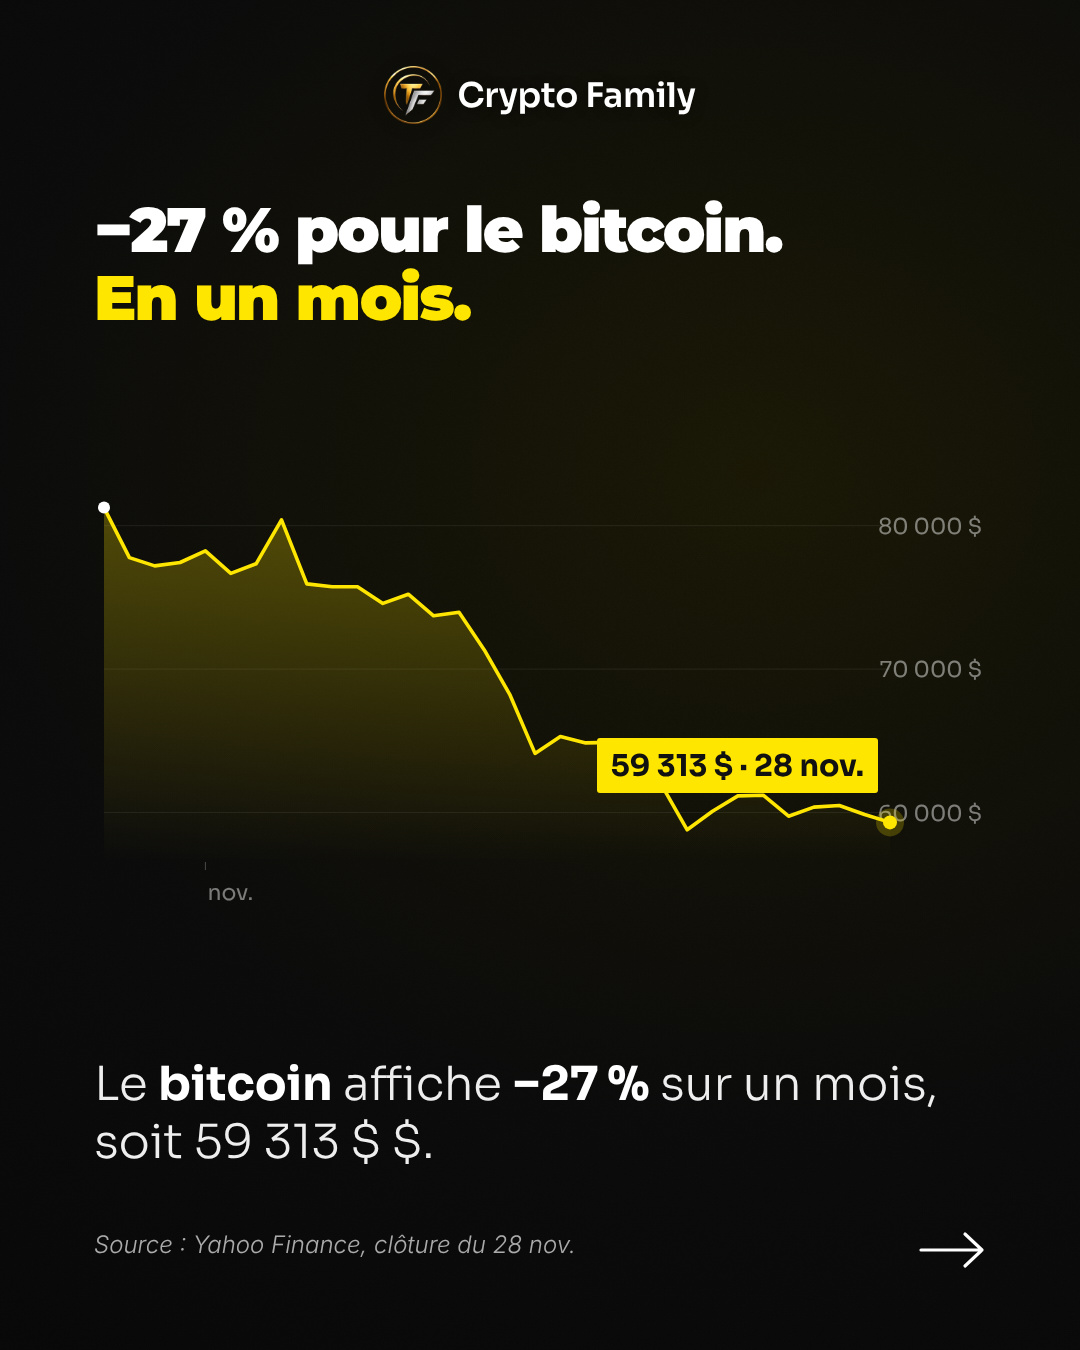 Crypto Family
−27 % pour le bitcoin.
En un mois.
80 000 $
70 000 $
59 313 $ · 28 nov.
60 000 $
nov.
Le bitcoin affiche −27 % sur un mois,
soit 59 313 $ $.
Source : Yahoo Finance, clôture du 28 nov.